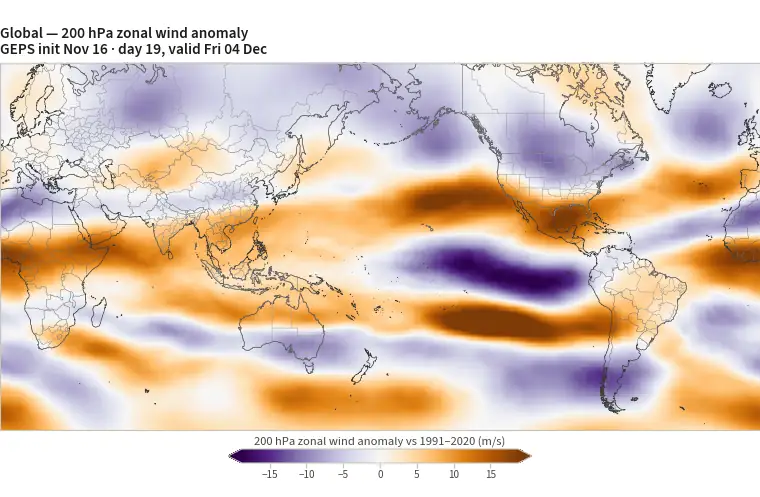 Global — 200 hPa zonal wind anomaly
GEPS init Nov 16 · day 19, valid Fri 04 Dec
200 hPa zonal wind anomaly vs 1991–2020 (m/s)
−15 −10 −5 0 5 10 15